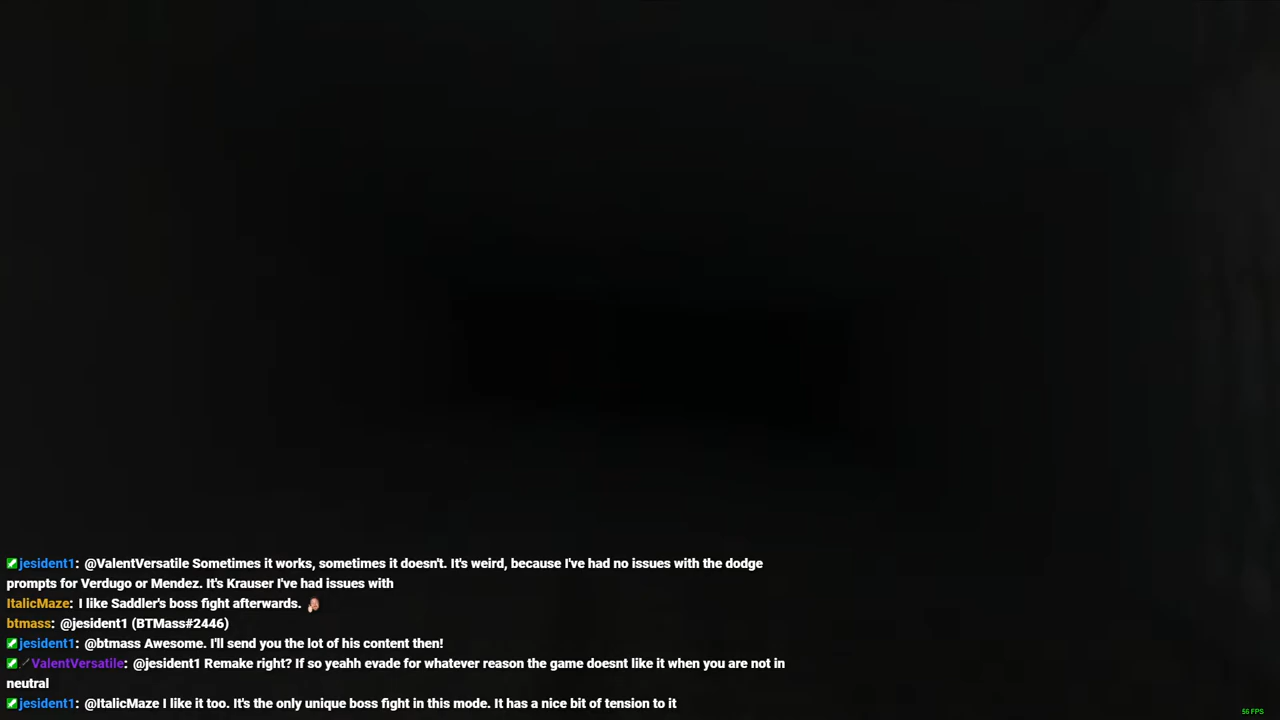 jesident1: @ValentVersatile Sometimes it works, sometimes it doesn't. It's weird, because I've had no issues with the dodge
prompts for Verdugo or Mendez. It's Krauser I've had issues with
ItalicMaze: I like Saddler's boss fight afterwards.
btmass: @jesident1 (BTMass#2446)
jesident1: @btmass Awesome. I'll send you the lot of his content then!
ValentVersatile: @jesident1 Remake right? If so yeahh evade for whatever reason the game doesnt like it when you are not in
neutral
jesident1: @ItalicMaze I like it too. It's the only unique boss fight in this mode. It has a nice bit of tension to it
56 FPS